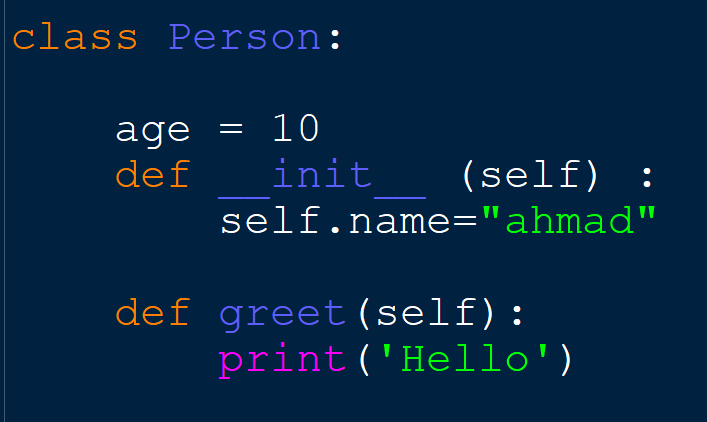 class Person:
    age = 10
    def __init__ (self) :
        self.name="ahmad"
    def greet(self):
        print('Hello')